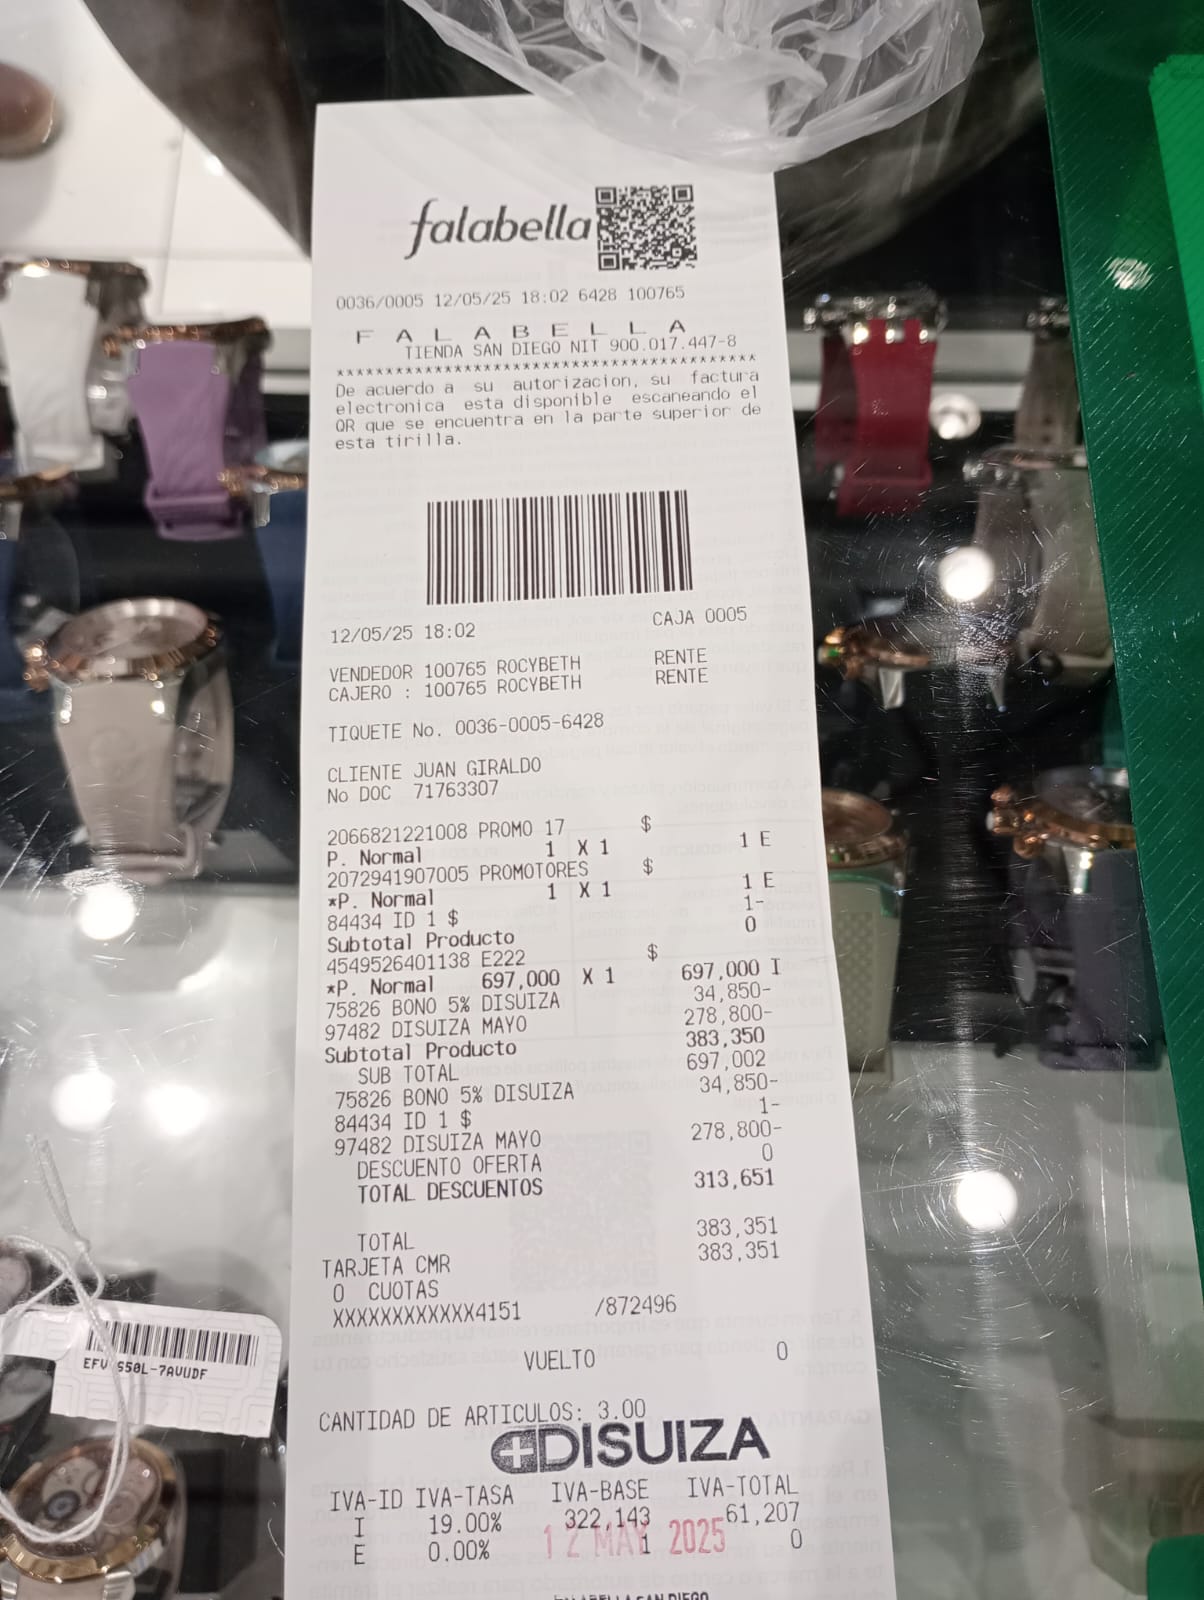 falabella
0036/0005 12/05/25 18:02 6428 100765
F A L A B E L L A
TIENDA SAN DIEGO NIT 900.017.447-8
******************************************
De acuerdo a su autorizacion, su factura
electronica esta disponible escaneando el
QR que se encuentra en la parte superior de
esta tirilla.
12/05/25 18:02 CAJA 0005
VENDEDOR 100765 ROCYBETH RENTE
CAJERO : 100765 ROCYBETH RENTE
TIQUETE No. 0036-0005-6428
CLIENTE JUAN GIRALDO
No DOC 71763307
2066821221008 PROMO 17 $
P. Normal 1 X 1 1 E
2072941907005 PROMOTORES $
*P. Normal 1 X 1 1 E
84434 ID 1 $ 1-
Subtotal Producto 0
4549526401138 E222 $
*P. Normal 697,000 X 1 697,000 I
75826 BONO 5% DISUIZA 34,850-
97482 DISUIZA MAYO 278,800-
Subtotal Producto 383,350
SUB TOTAL 697,002
75826 BONO 5% DISUIZA 34,850-
84434 ID 1 $ 1-
97482 DISUIZA MAYO 278,800-
DESCUENTO OFERTA 0
TOTAL DESCUENTOS 313,651
TOTAL 383,351
TARJETA CMR 383,351
0 CUOTAS
XXXXXXXXXXXX4151 /872496
VUELTO 0
CANTIDAD DE ARTICULOS: 3.00
DISUIZA
IVA-ID IVA-TASA IVA-BASE IVA-TOTAL
I 19.00% 322,143 61,207
E 0.00% 1 0
12 MAY 2025
FALABELLA SAN DIEGO